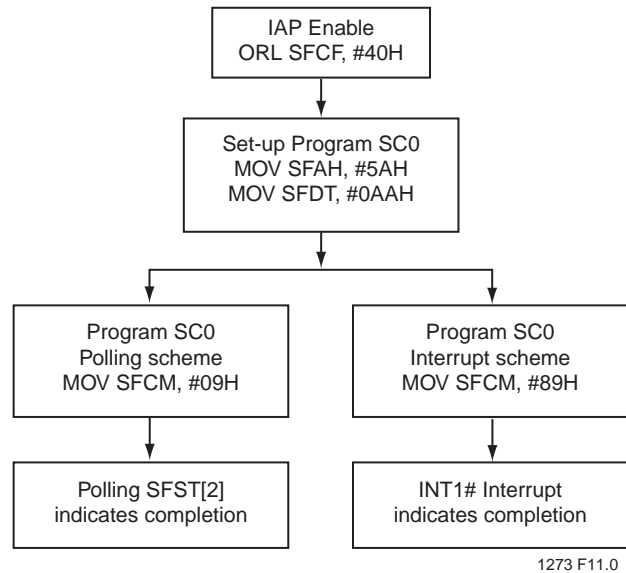 IAP Enable
ORL SFCF, #40H
Set-up Program SC0
MOV SFAH, #5AH
MOV SFDT, #0AAH
Program SC0
Polling scheme
MOV SFCM, #09H
Program SC0
Interrupt scheme
MOV SFCM, #89H
Polling SFST[2]
indicates completion
INT1# Interrupt
indicates completion
1273 F11.0